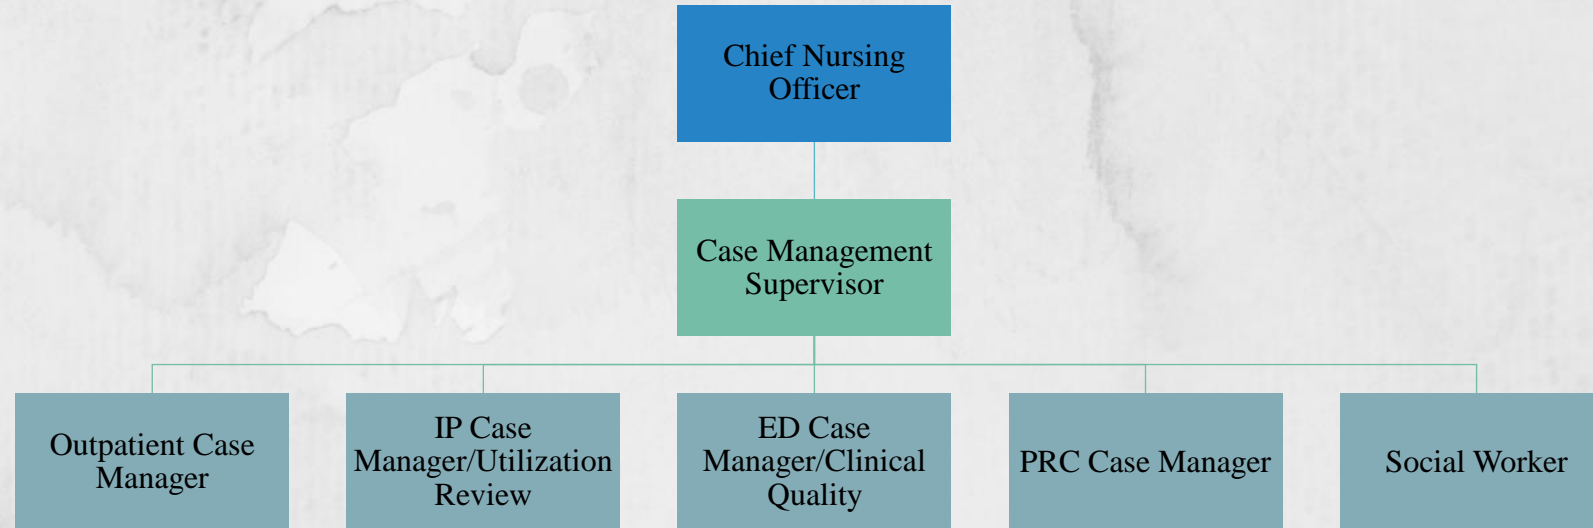 Chief Nursing
Officer
Case Management
Supervisor
Outpatient Case
Manager
IP Case
Manager/Utilization
Review
ED Case
Manager/Clinical
Quality
PRC Case Manager
Social Worker